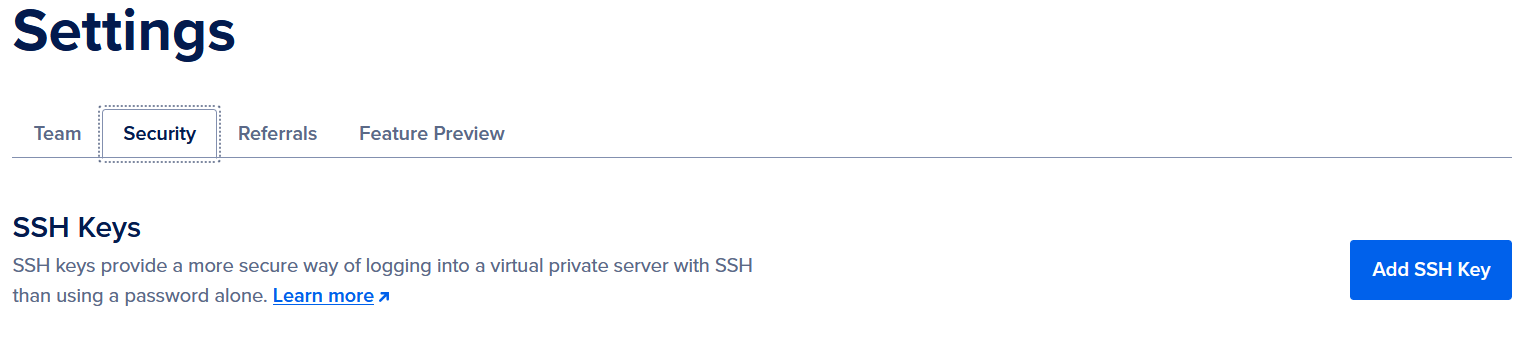 Settings
Team Security Referrals Feature Preview
SSH Keys
SSH keys provide a more secure way of logging into a virtual private server with SSH
than using a password alone. Learn more
Add SSH Key